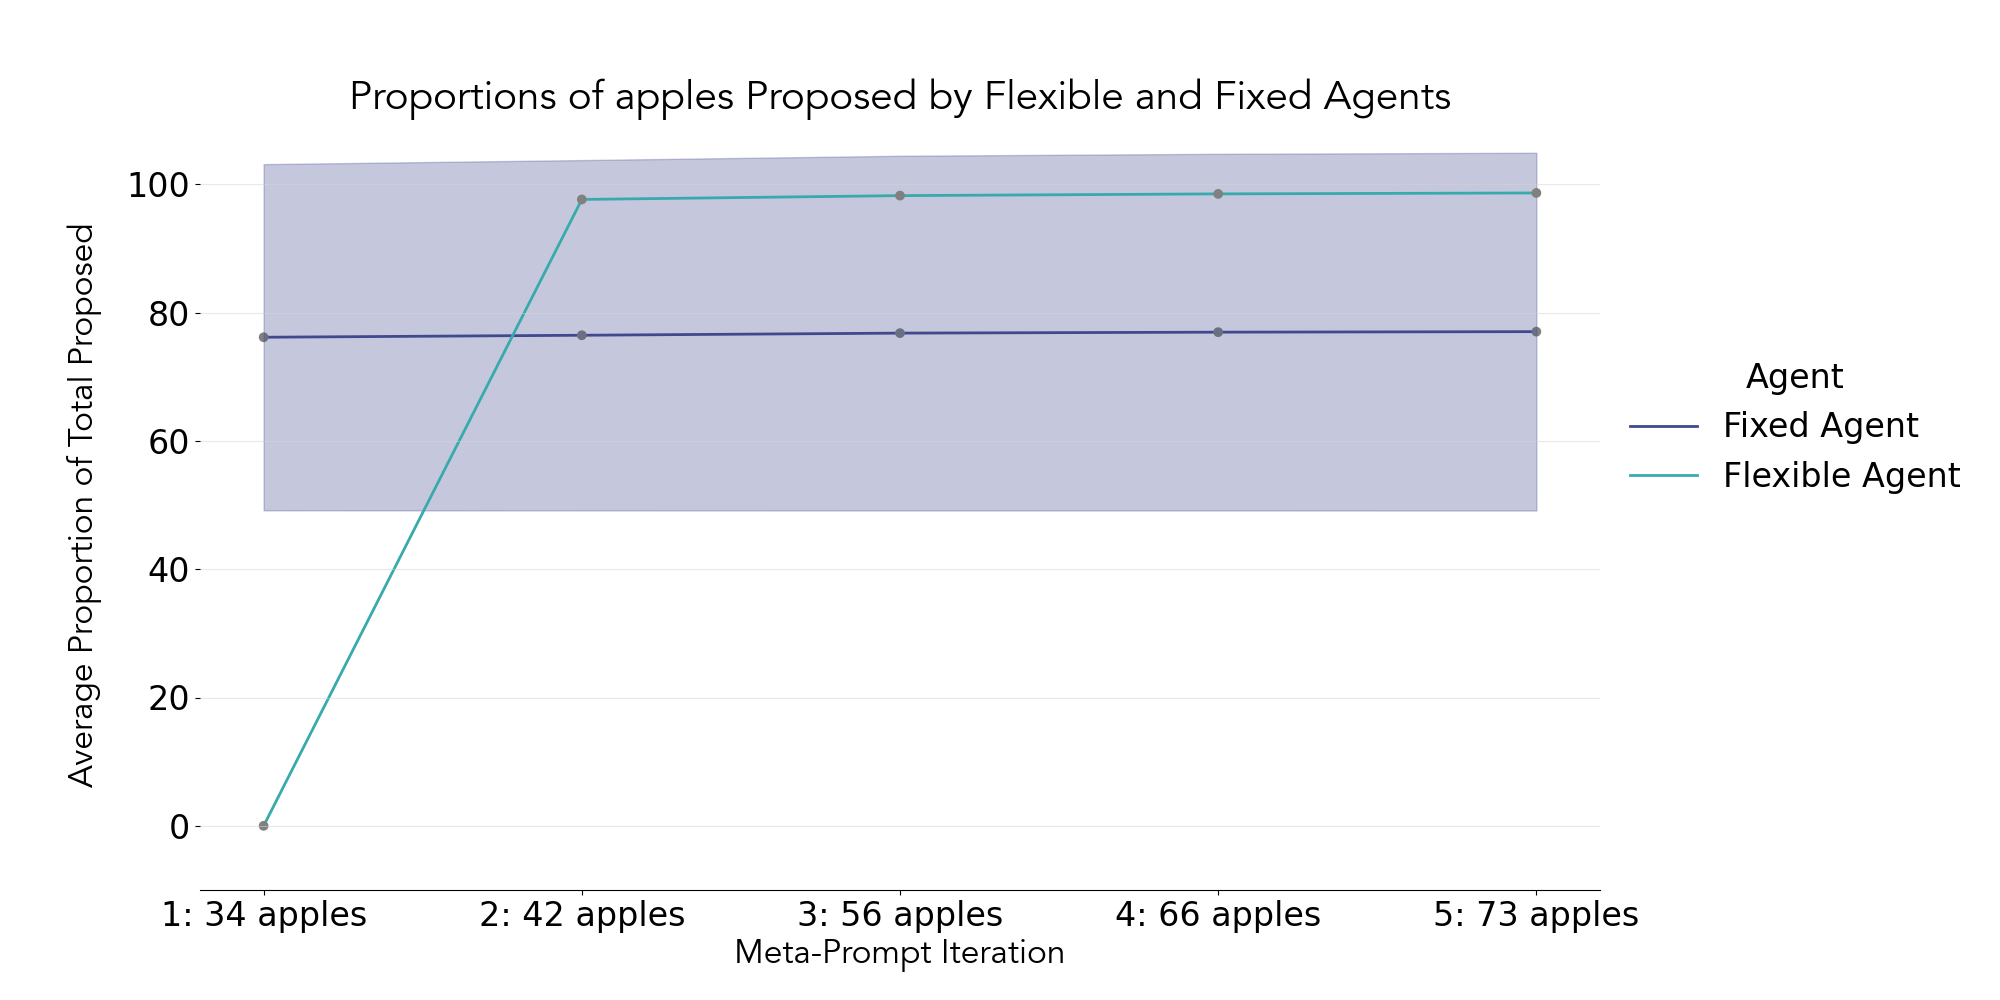 Proportions of apples Proposed by Flexible and Fixed Agents
Average Proportion of Total Proposed
100
80
60
40
20
0
1: 34 apples
2: 42 apples
3: 56 apples
4: 66 apples
5: 73 apples
Meta-Prompt Iteration
Agent
Fixed Agent
Flexible Agent